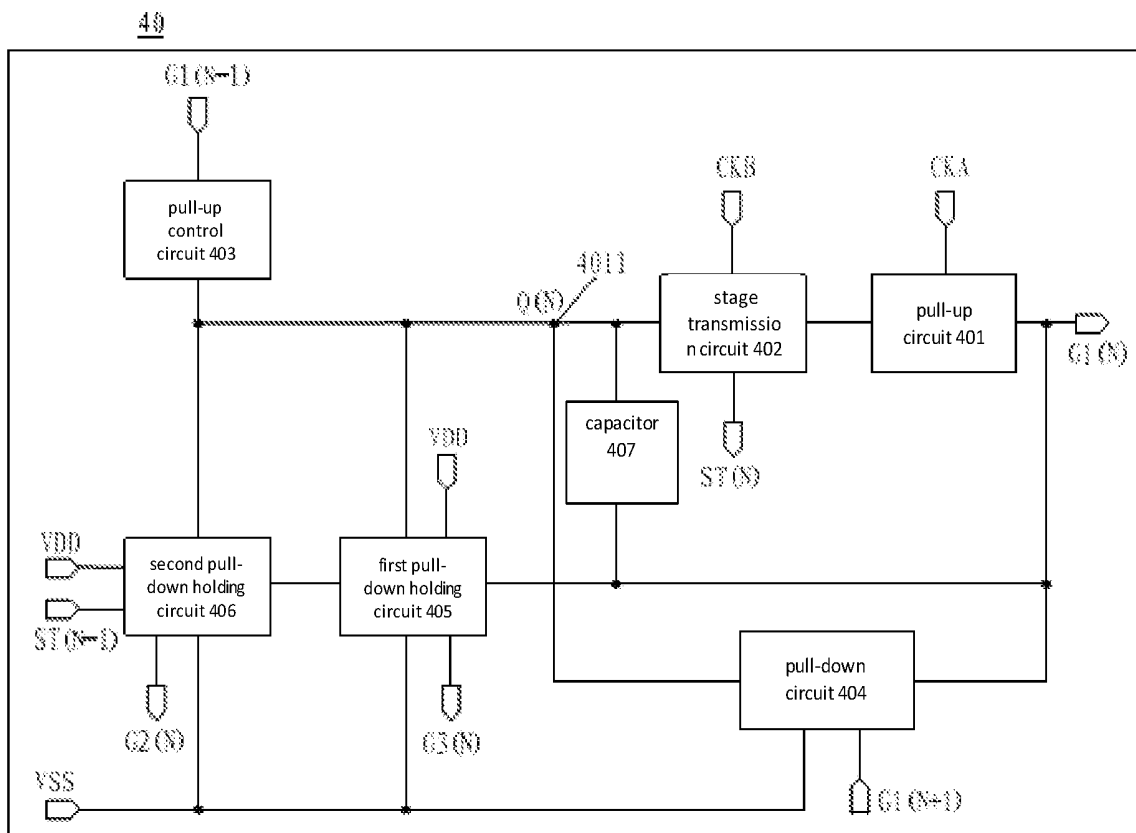 40
G1(N-1)
pull-up
control
circuit 403
CKB
CKA
4011
Q(N)
stage
transmissio
n circuit 402
pull-up
circuit 401
G1(N)
capacitor
407
ST(N)
VDD
VDD
ST(N-1)
second pull-
down holding
circuit 406
first pull-
down holding
circuit 405
pull-down
circuit 404
G2(N)
G3(N)
VSS
G1(N+1)